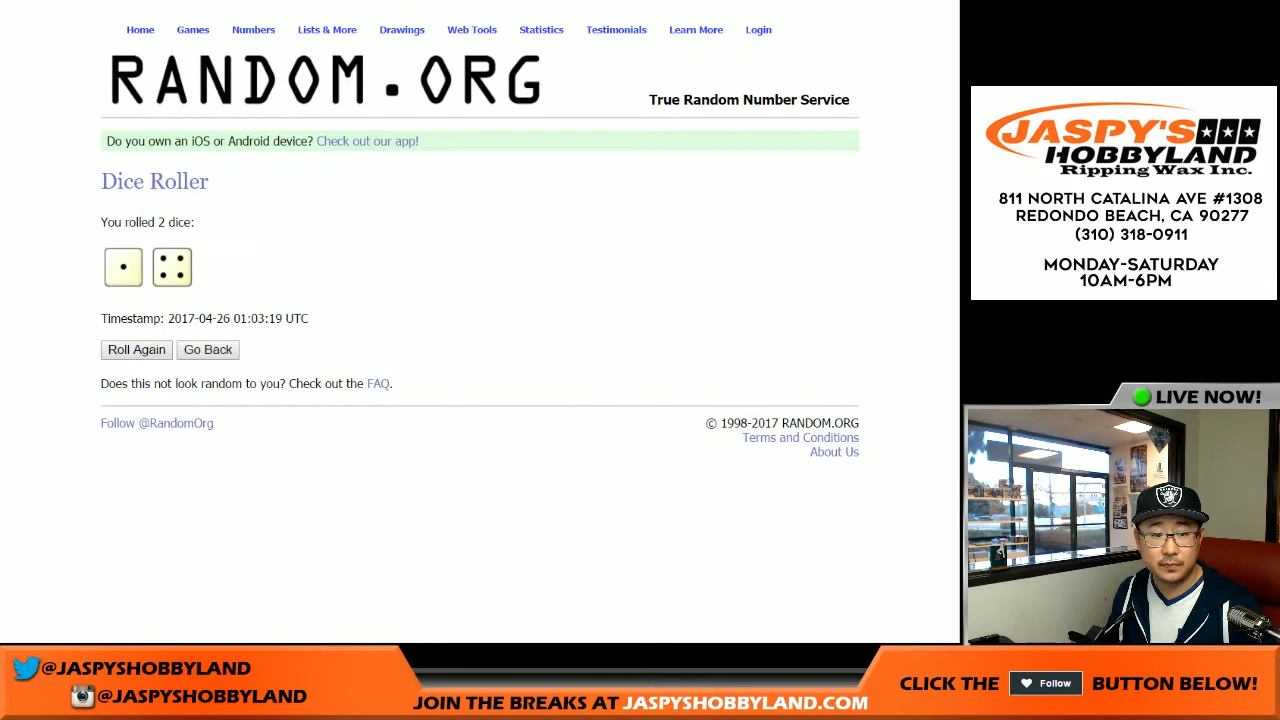 Home Games Numbers Lists & More Drawings Web Tools Statistics Testimonials Learn More Login
RANDOM.ORG
True Random Number Service
Do you own an iOS or Android device? Check out our app!
Dice Roller
You rolled 2 dice:
Timestamp: 2017-04-26 01:03:19 UTC
Roll Again Go Back
Does this not look random to you? Check out the FAQ.
Follow @RandomOrg
© 1998-2017 RANDOM.ORG
Terms and Conditions
About Us
JASPY'S
HOBBYLAND
Ripping Wax Inc.
811 NORTH CATALINA AVE #1308
REDONDO BEACH, CA 90277
(310) 318-0911
MONDAY-SATURDAY
10AM-6PM
LIVE NOW!
@JASPYSHOBBYLAND
@JASPYSHOBBYLAND
JOIN THE BREAKS AT JASPYSHOBBYLAND.COM
CLICK THE Follow BUTTON BELOW!